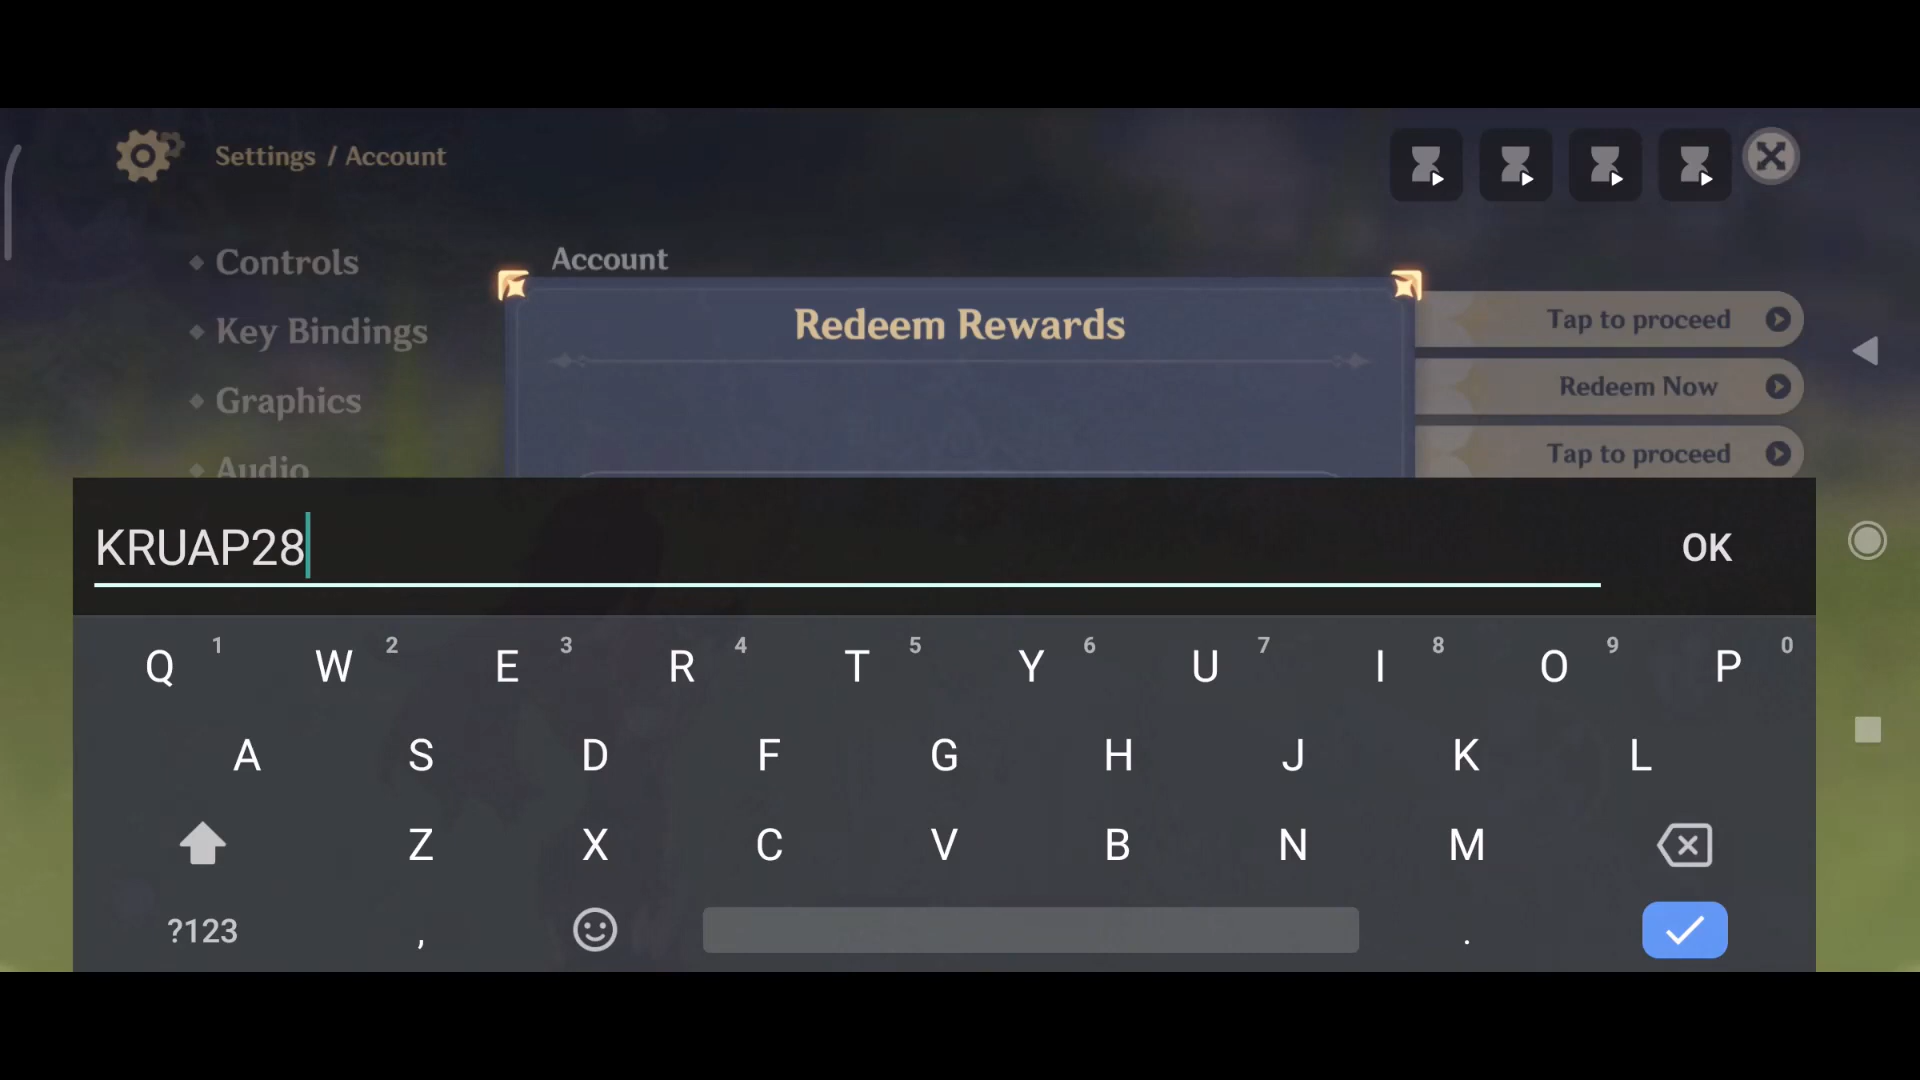 Settings / Account
Controls
Key Bindings
Graphics
Audio
Account
Redeem Rewards
Tap to proceed
Redeem Now
Tap to proceed
KRUAP28
OK
Q 1 W 2 E 3 R 4 T 5 Y 6 U 7 I 8 O 9 P 0
A S D F G H J K L
Z X C V B N M
?123 , .